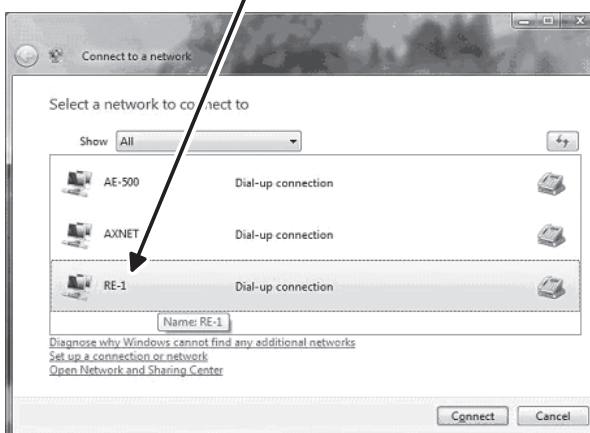 Connect to a network
Select a network to connect to
Show All
AE-500 Dial-up connection
AXNET Dial-up connection
RE-1 Dial-up connection
Name: RE-1
Diagnose why Windows cannot find any additional networks
Set up a connection or network
Open Network and Sharing Center
Connect Cancel